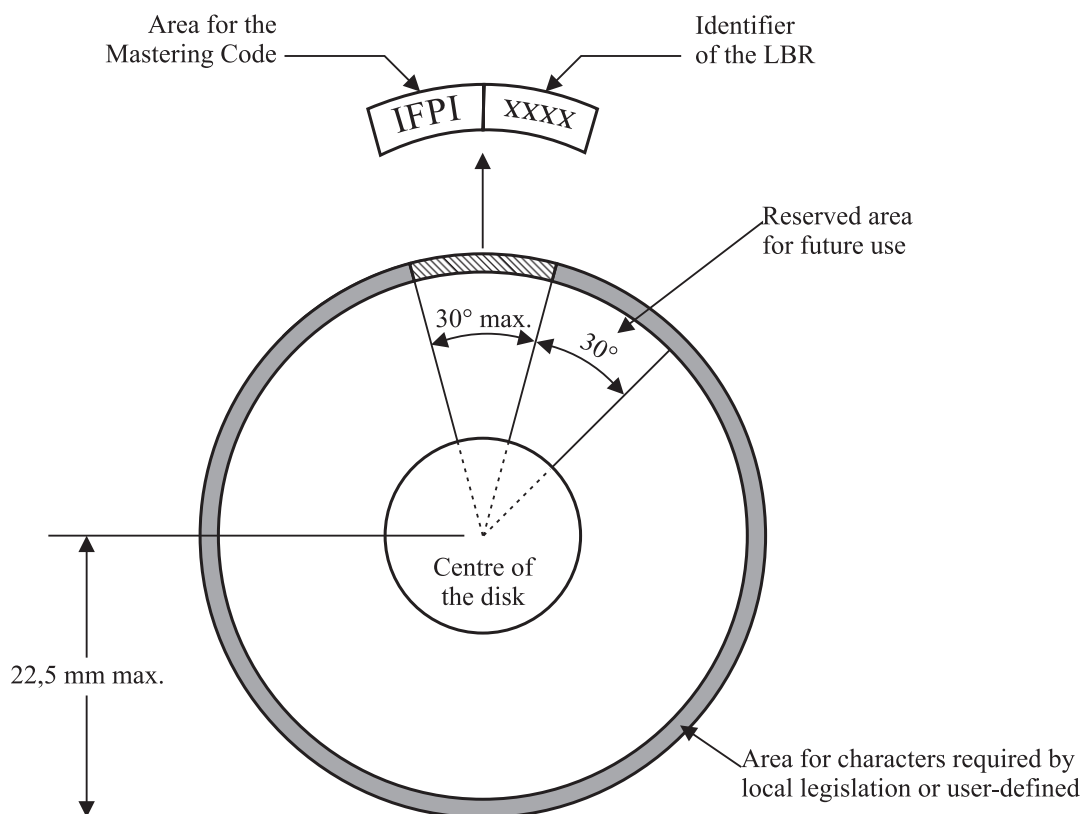 Area for the
Mastering Code
Identifier
of the LBR
IFPI xxxx
Reserved area
for future use
30° max.
30°
Centre of
the disk
22,5 mm max.
Area for characters required by
local legislation or user-defined